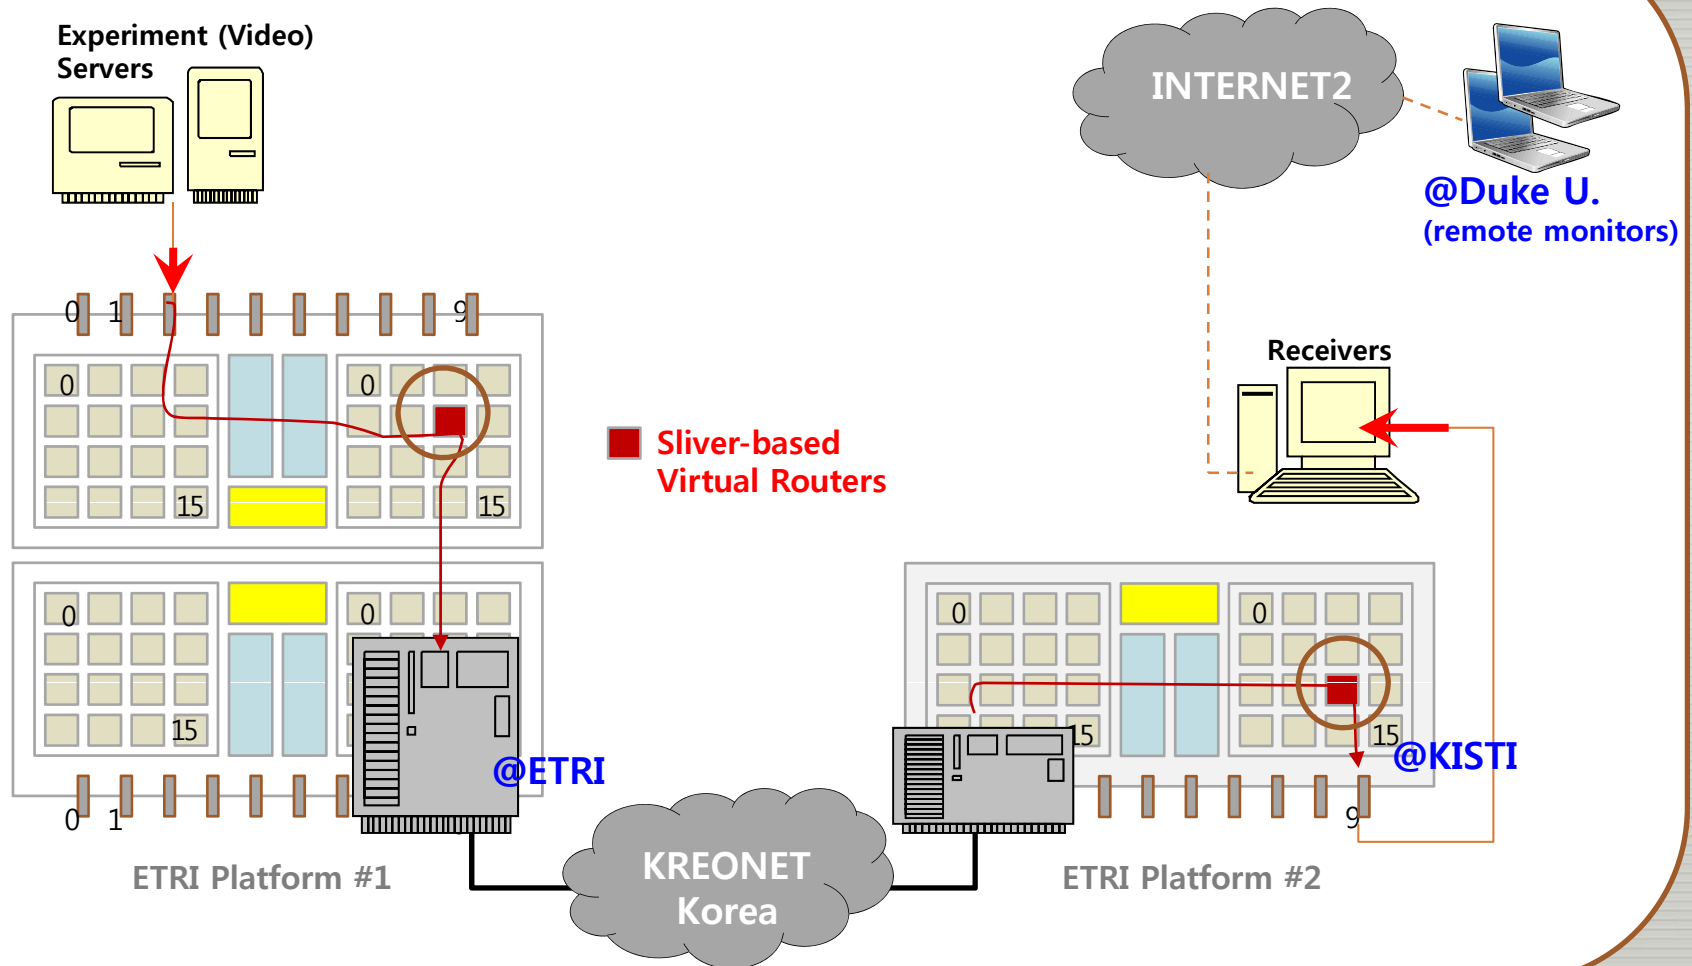 Experiment (Video)
Servers
INTERNET2
@Duke U.
(remote monitors)
0 1 9
0 0
15 15
Receivers
Sliver-based
Virtual Routers
0 0
15
@ETRI
0 1
ETRI Platform #1
KREONET
Korea
0 0
15 15
@KISTI
9
ETRI Platform #2